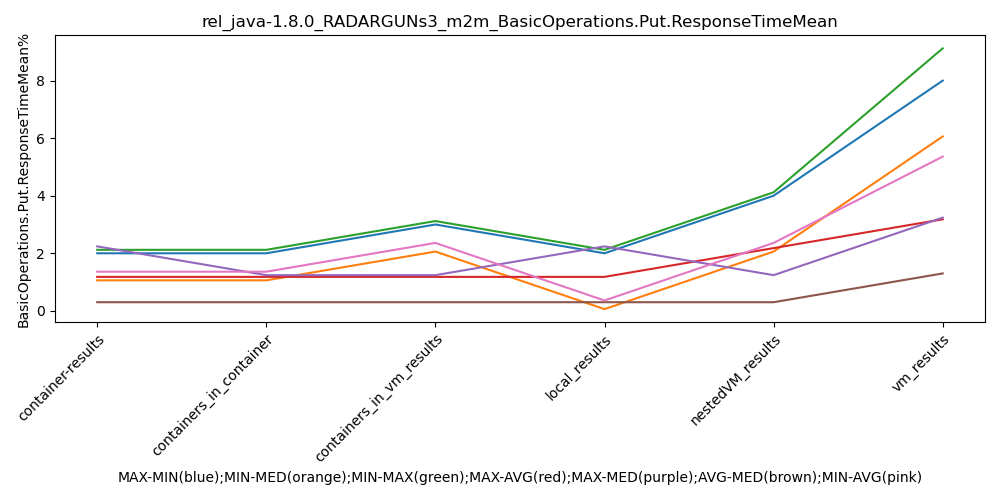 rel_java-1.8.0_RADARGUNs3_m2m_BasicOperations.Put.ResponseTimeMean
BasicOperations.Put.ResponseTimeMean%
8
6
4
2
0
container-results
containers_in_container
containers_in_vm_results
local_results
nestedVM_results
vm_results
MAX-MIN(blue);MIN-MED(orange);MIN-MAX(green);MAX-AVG(red);MAX-MED(purple);AVG-MED(brown);MIN-AVG(pink)